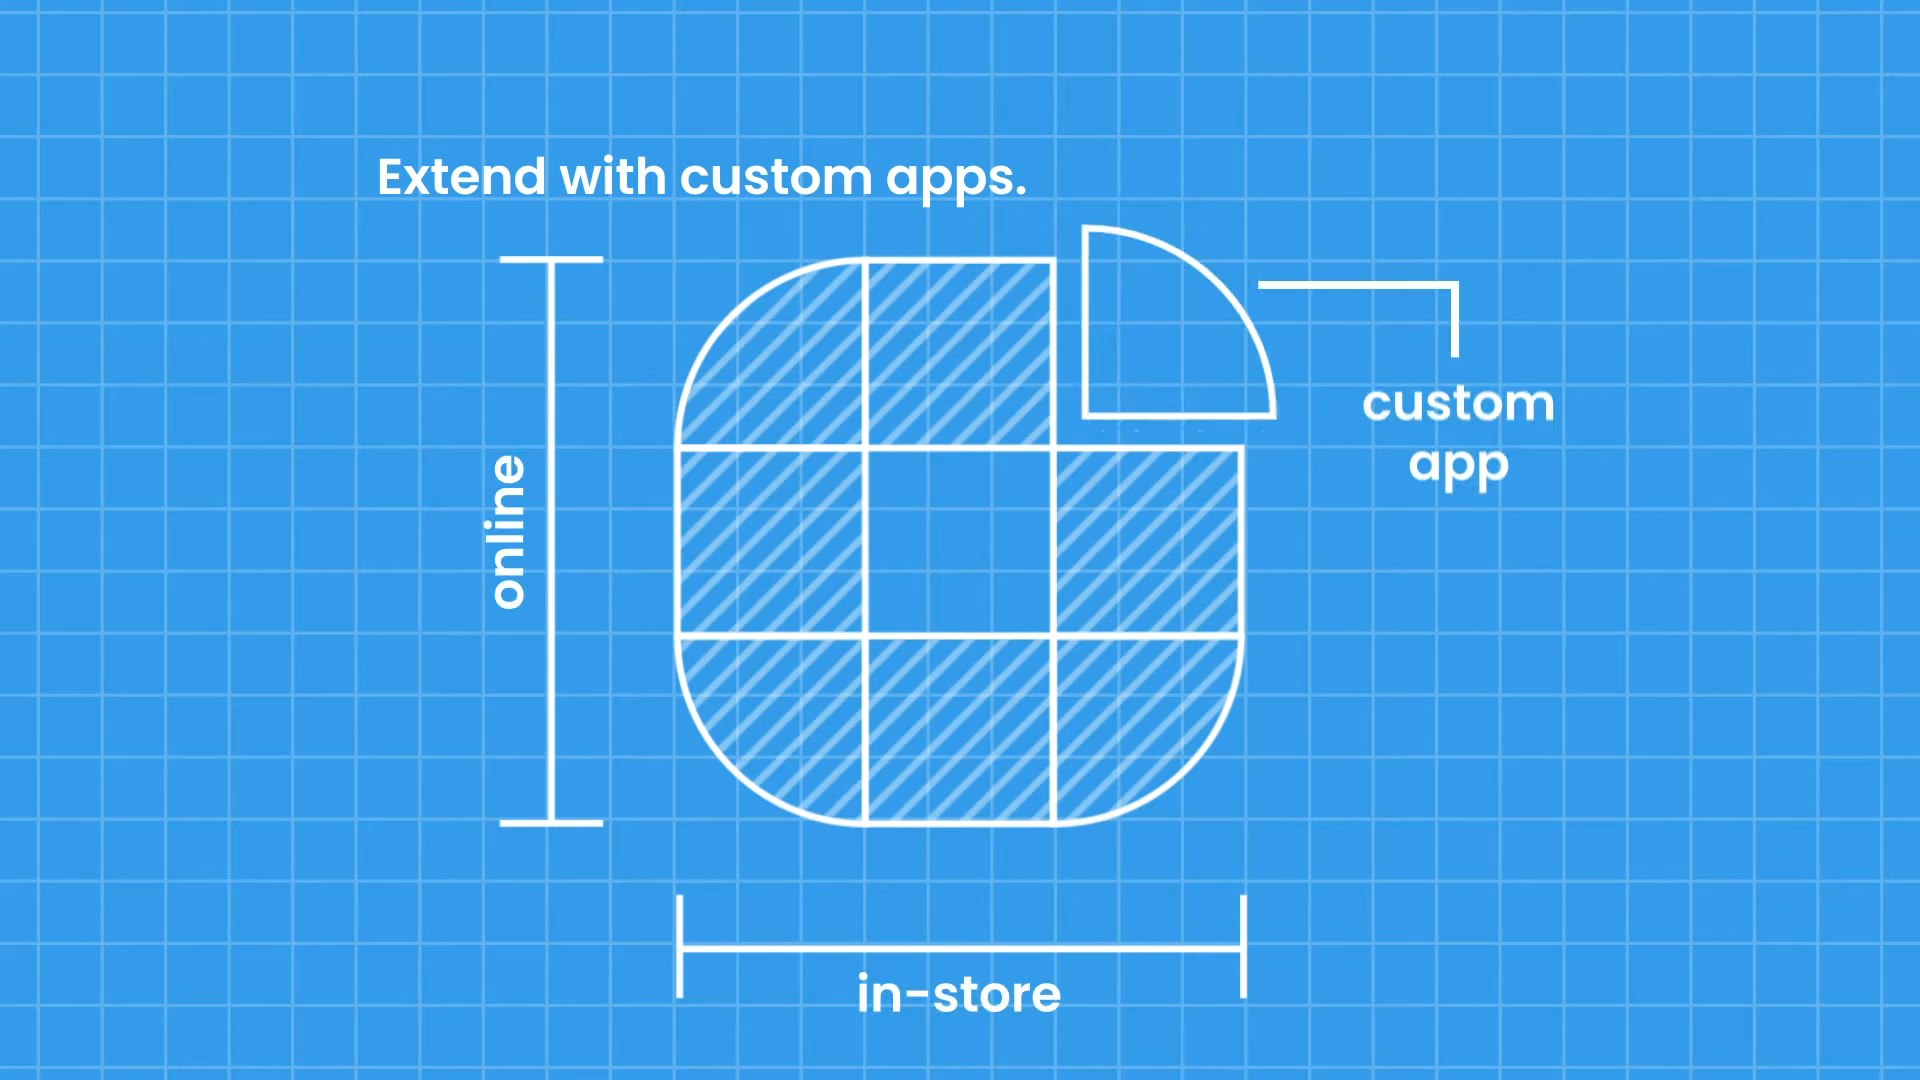 Extend with custom apps.
custom
app
online
in-store